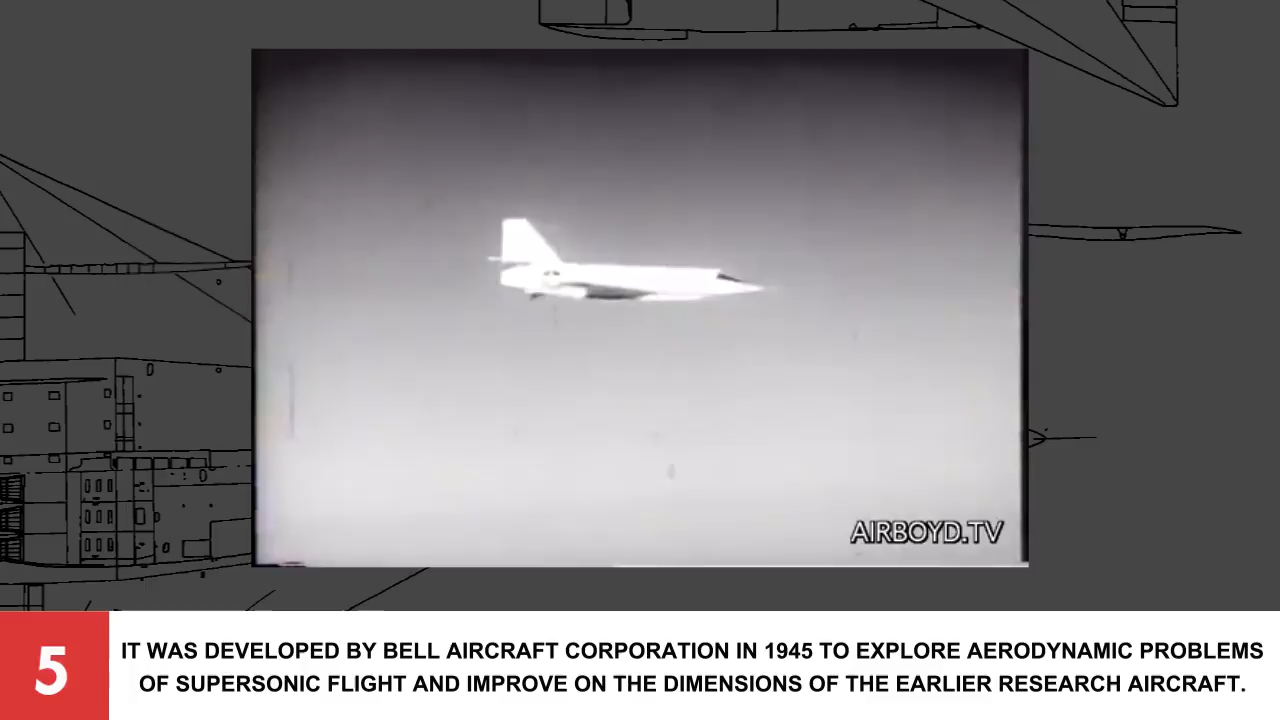 AIRBOYD.TV
5
IT WAS DEVELOPED BY BELL AIRCRAFT CORPORATION IN 1945 TO EXPLORE AERODYNAMIC PROBLEMS
OF SUPERSONIC FLIGHT AND IMPROVE ON THE DIMENSIONS OF THE EARLIER RESEARCH AIRCRAFT.